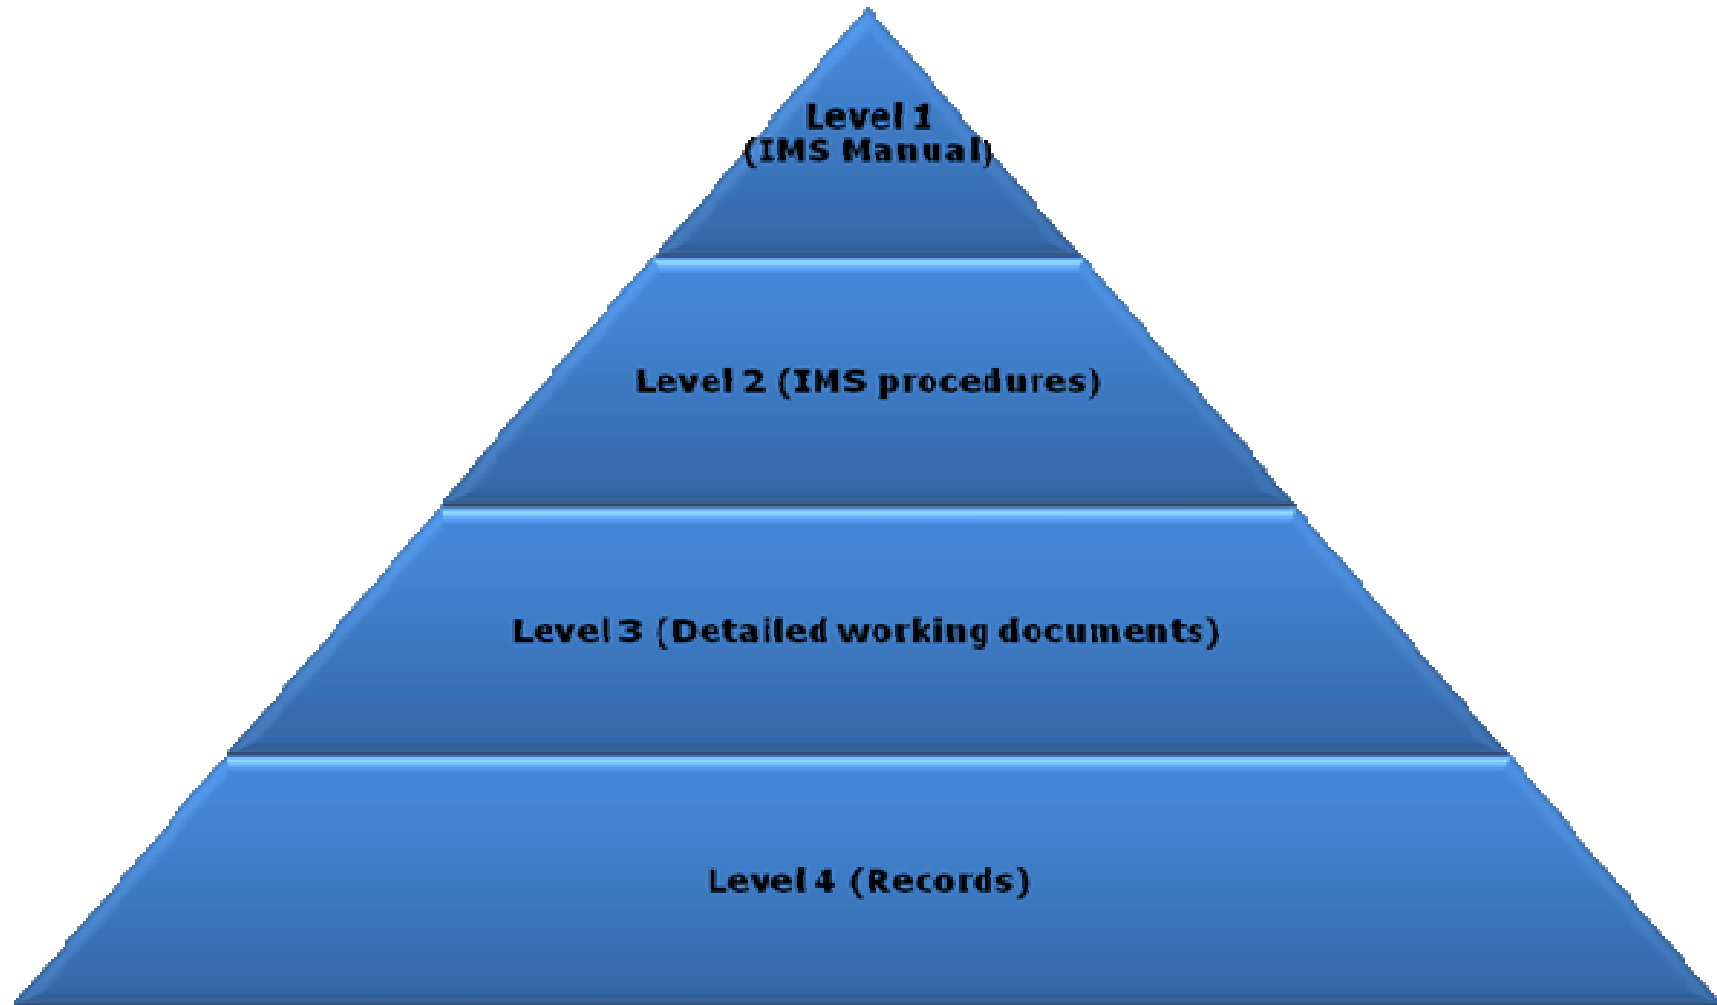 Level 1
(IMS Manual)
Level 2 (IMS procedures)
Level 3 (Detailed working documents)
Level 4 (Records)